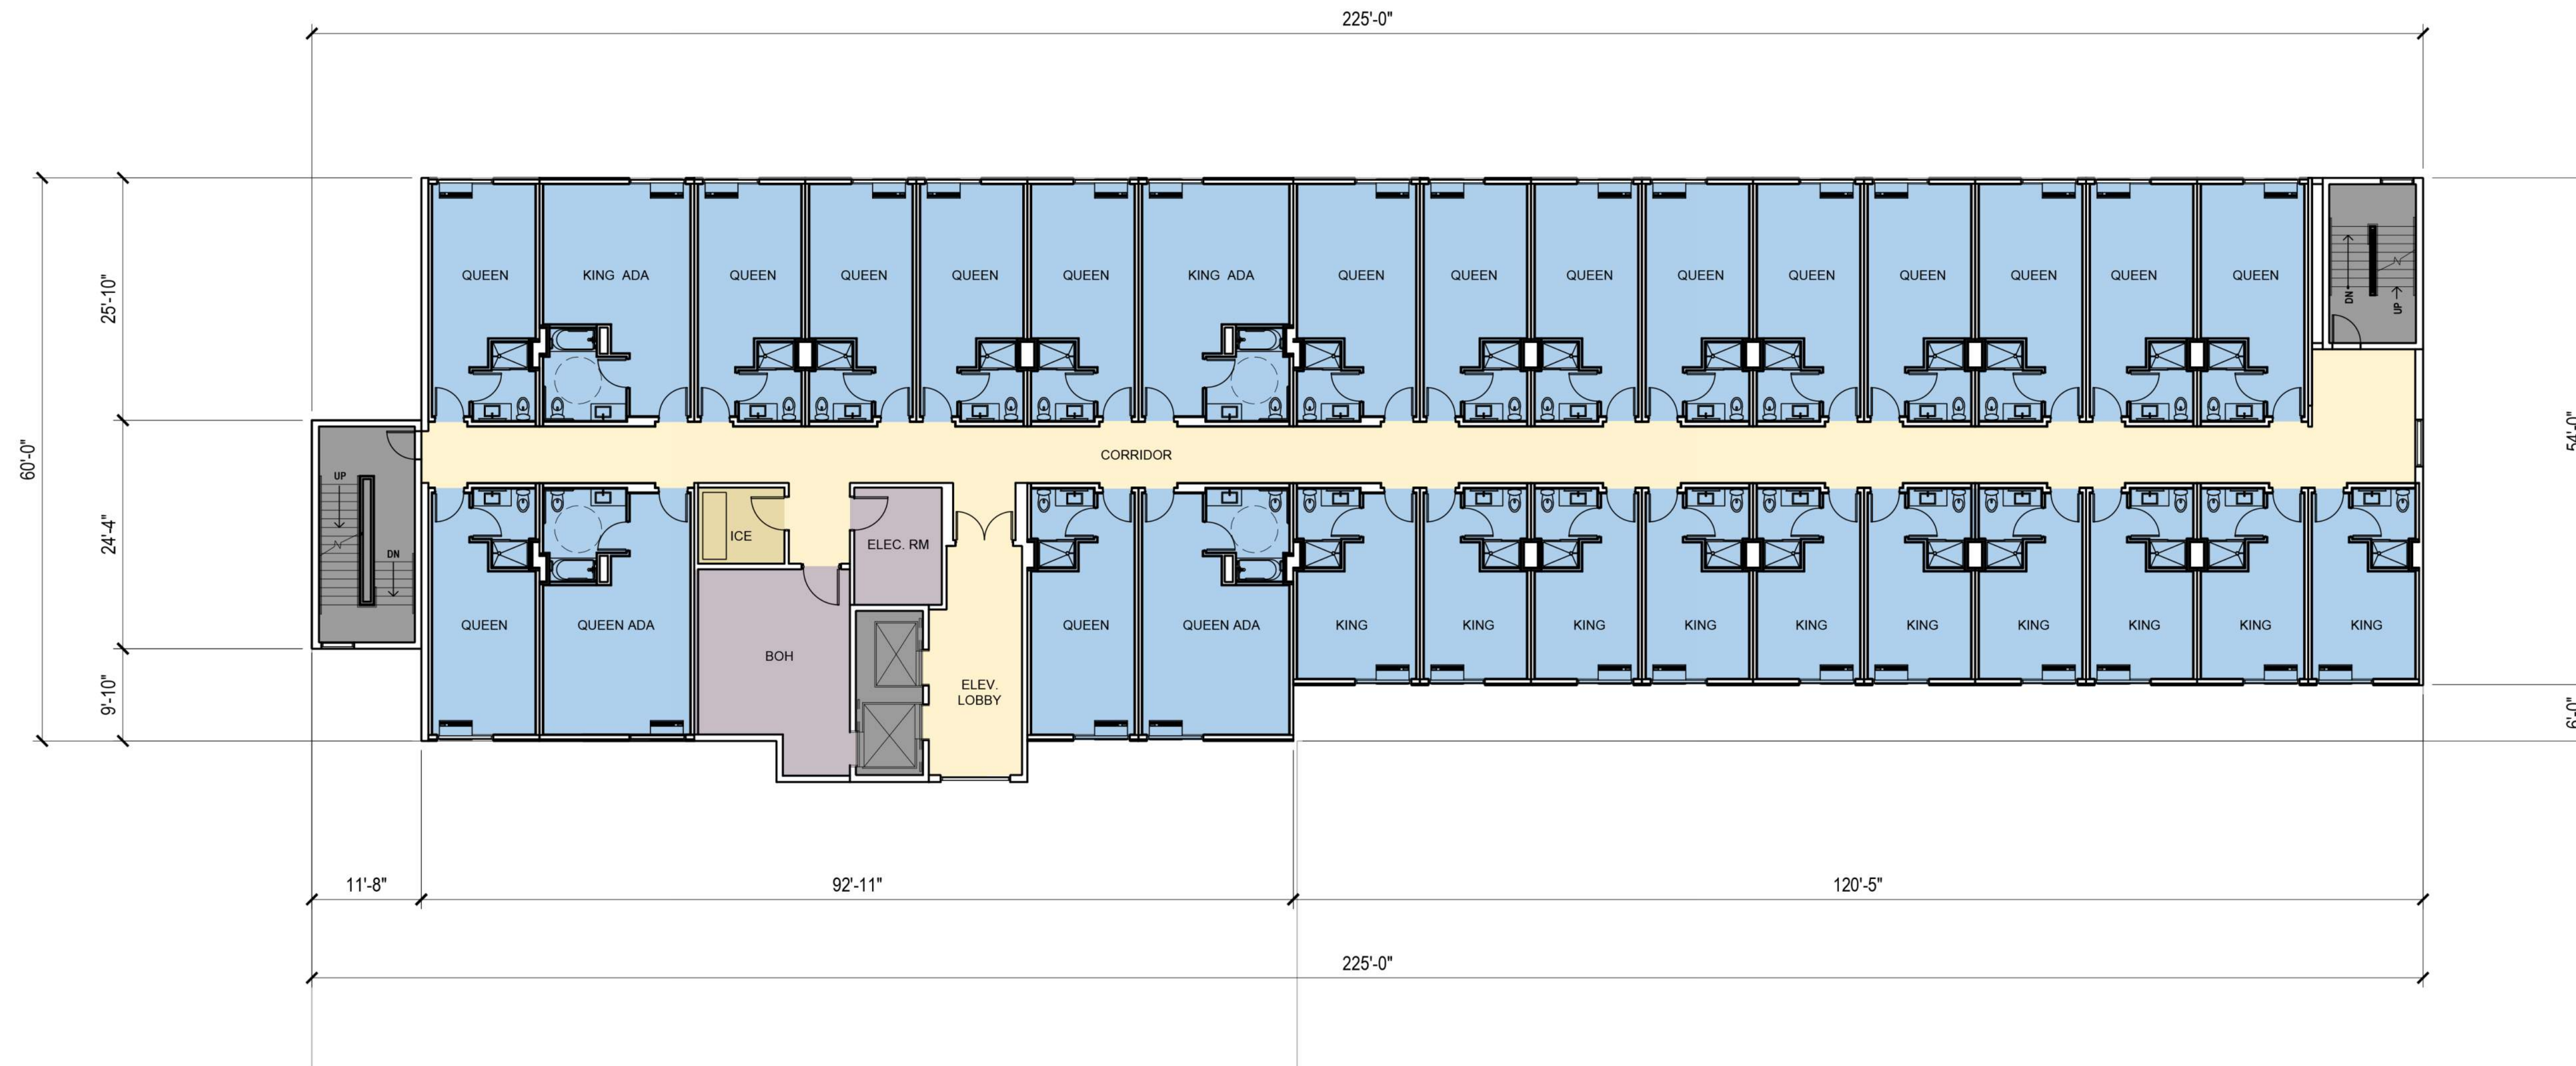 225'-0"
QUEEN
KING ADA
QUEEN
QUEEN
QUEEN
QUEEN
KING ADA
QUEEN
QUEEN
QUEEN
QUEEN
QUEEN
QUEEN
QUEEN
QUEEN
QUEEN
DN
UP
25'-10"
60'-0"
54'-0"
CORRIDOR
UP
DN
24'-4"
ICE
ELEC. RM
QUEEN
QUEEN ADA
BOH
ELEV.
LOBBY
QUEEN
QUEEN ADA
KING
KING
KING
KING
KING
KING
KING
KING
KING
KING
9'-10"
6'-0"
11'-8"
92'-11"
120'-5"
225'-0"